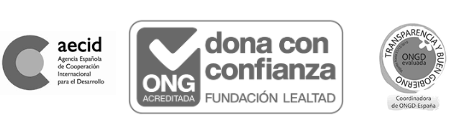 aecid
Agencia Española
de Cooperación
Internacional
para el Desarrollo
ONG
ACREDITADA
dona con
confianza
FUNDACIÓN LEALTAD
TRANSPARENCIA Y BUEN GOBIERNO
ONGD
evaluada
Coordinadora
de ONGD-España